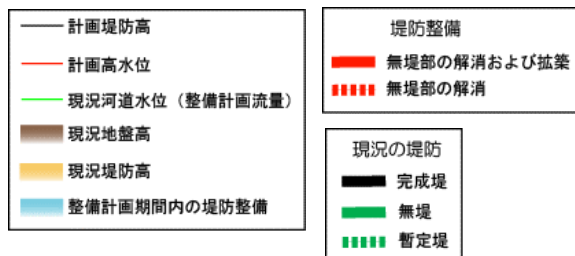 計画堤防高
計画高水位
現況河道水位（整備計画流量）
現況地盤高
現況堤防高
整備計画期間内の堤防整備
堤防整備
無堤部の解消および拡築
無堤部の解消
現況の堤防
完成堤
無堤
暫定堤